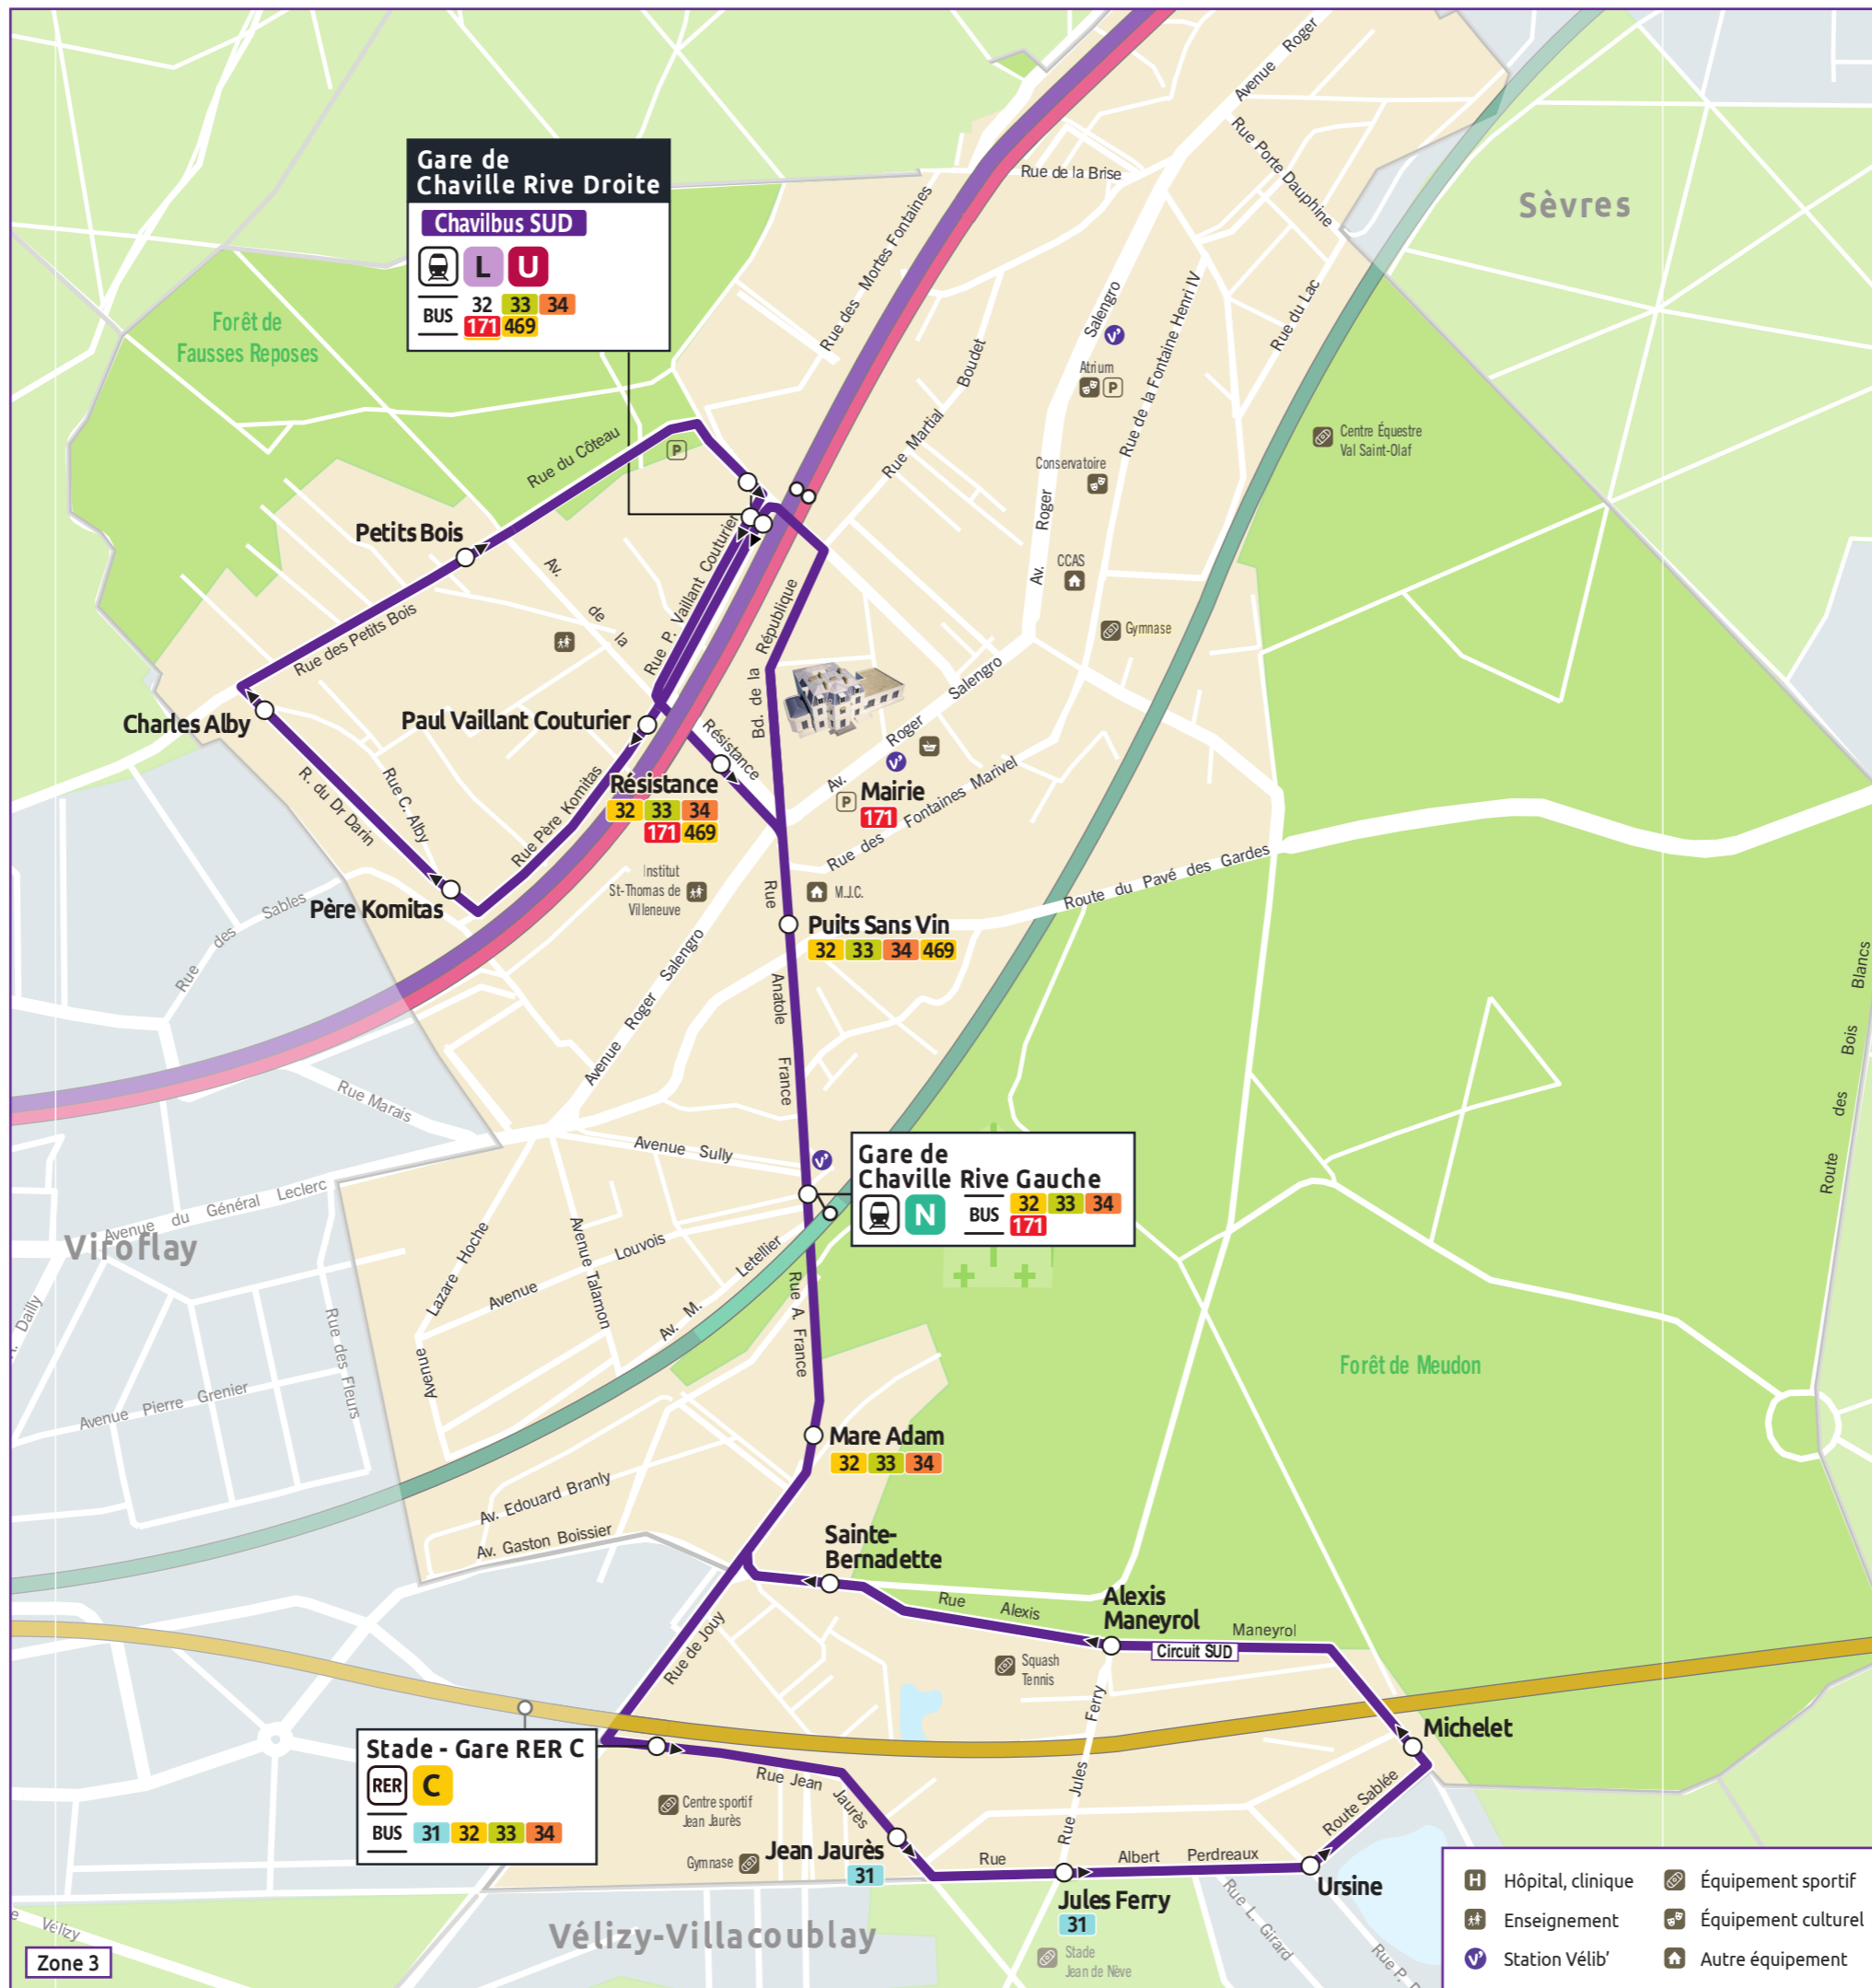 Avenue Roger
Rue Porte Dauphine
Rue de la Brise
Sèvres
Gare de
Chaville Rive Droite
Chavilbus SUD
L U
BUS 32 33 34
171 469
Forêt de
Fausses Reposes
Rue des Mortes Fontaines
Salengro
Atrium
P
Rue de la Fontaine Henri IV
Rue du Lac
Rue Martial Boudet
Centre Équestre
Val Saint-Olaf
Conservatoire
Av. Roger
CCAS
Gymnase
Rue du Côteau
P
Petits Bois
Av. de la Résistance
Rue P. Vaillant Couturier
Rue des Petits Bois
Bd. de la République
Av. Roger Salengro
Charles Alby
Paul Vaillant Couturier
R. du Dr Darin
Rue C. Alby
Rue Père Komitas
Résistance
32 33 34
171 469
P
Mairie
171
Rue des Fontaines Marivel
Route du Pavé des Gardes
Institut
St-Thomas de
Villeneuve
M.J.C.
Père Komitas
Rue des Sables
Puits Sans Vin
32 33 34 469
Rue Anatole France
Avenue Roger Salengro
Route des Bois Blancs
Rue Marais
Avenue Sully
Gare de
Chaville Rive Gauche
N BUS 32 33 34
171
Avenue du Général Leclerc
Viroflay
Avenue Lazare Hoche
Avenue Talamon
Avenue Louvois
Av. M. Letellier
Rue A. France
Dailly
Rue des Fleurs
Avenue Pierre Grenier
Forêt de Meudon
Mare Adam
32 33 34
Av. Edouard Branly
Av. Gaston Boissier
Sainte-
Bernadette
Rue Alexis Maneyrol
Alexis
Maneyrol
Circuit SUD
Rue de Jouy
Squash
Tennis
Rue Jules Ferry
Michelet
Stade - Gare RER C
RER C
BUS 31 32 33 34
Rue Jean Jaurès
Centre sportif
Jean Jaurès
Route Sablée
Gymnase
Jean Jaurès
31
Rue Albert Perdreaux
Jules Ferry
31
Ursine
Rue L. Girard
Rue P.
Vélizy-Villacoublay
Stade
Jean de Nève
Vélizy
Zone 3
H Hôpital, clinique
Équipement sportif
Enseignement
Équipement culturel
Station Vélib'
Autre équipement